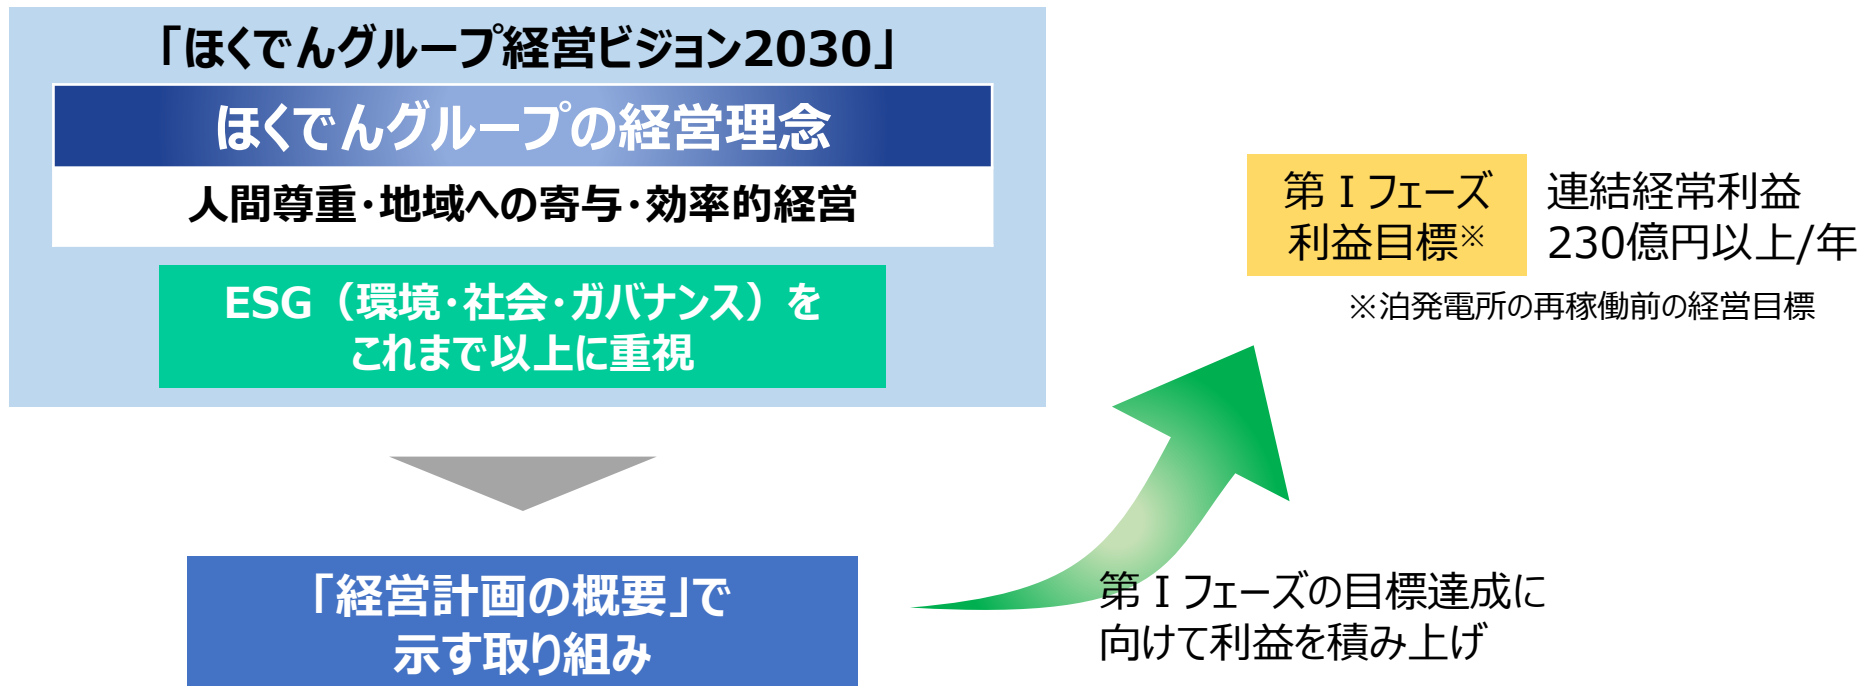 「ほくでんグループ経営ビジョン2030」
ほくでんグループの経営理念
人間尊重・地域への寄与・効率的経営
ESG（環境・社会・ガバナンス）を
これまで以上に重視
「経営計画の概要」で
示す取り組み
第Ⅰフェーズ
利益目標※
連結経常利益
230億円以上/年
※泊発電所の再稼働前の経営目標
第Ⅰフェーズの目標達成に
向けて利益を積み上げ